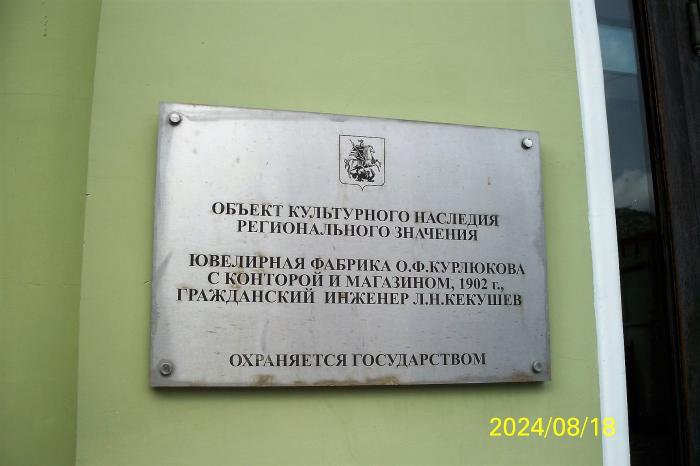 ОБЪЕКТ КУЛЬТУРНОГО НАСЛЕДИЯ
РЕГИОНАЛЬНОГО ЗНАЧЕНИЯ
ЮВЕЛИРНАЯ ФАБРИКА О.Ф.КУРЛЮКОВА
С КОНТОРОЙ И МАГАЗИНОМ, 1902 г.,
ГРАЖДАНСКИЙ ИНЖЕНЕР Л.Н.КЕКУШЕВ
ОХРАНЯЕТСЯ ГОСУДАРСТВОМ
2024/08/18